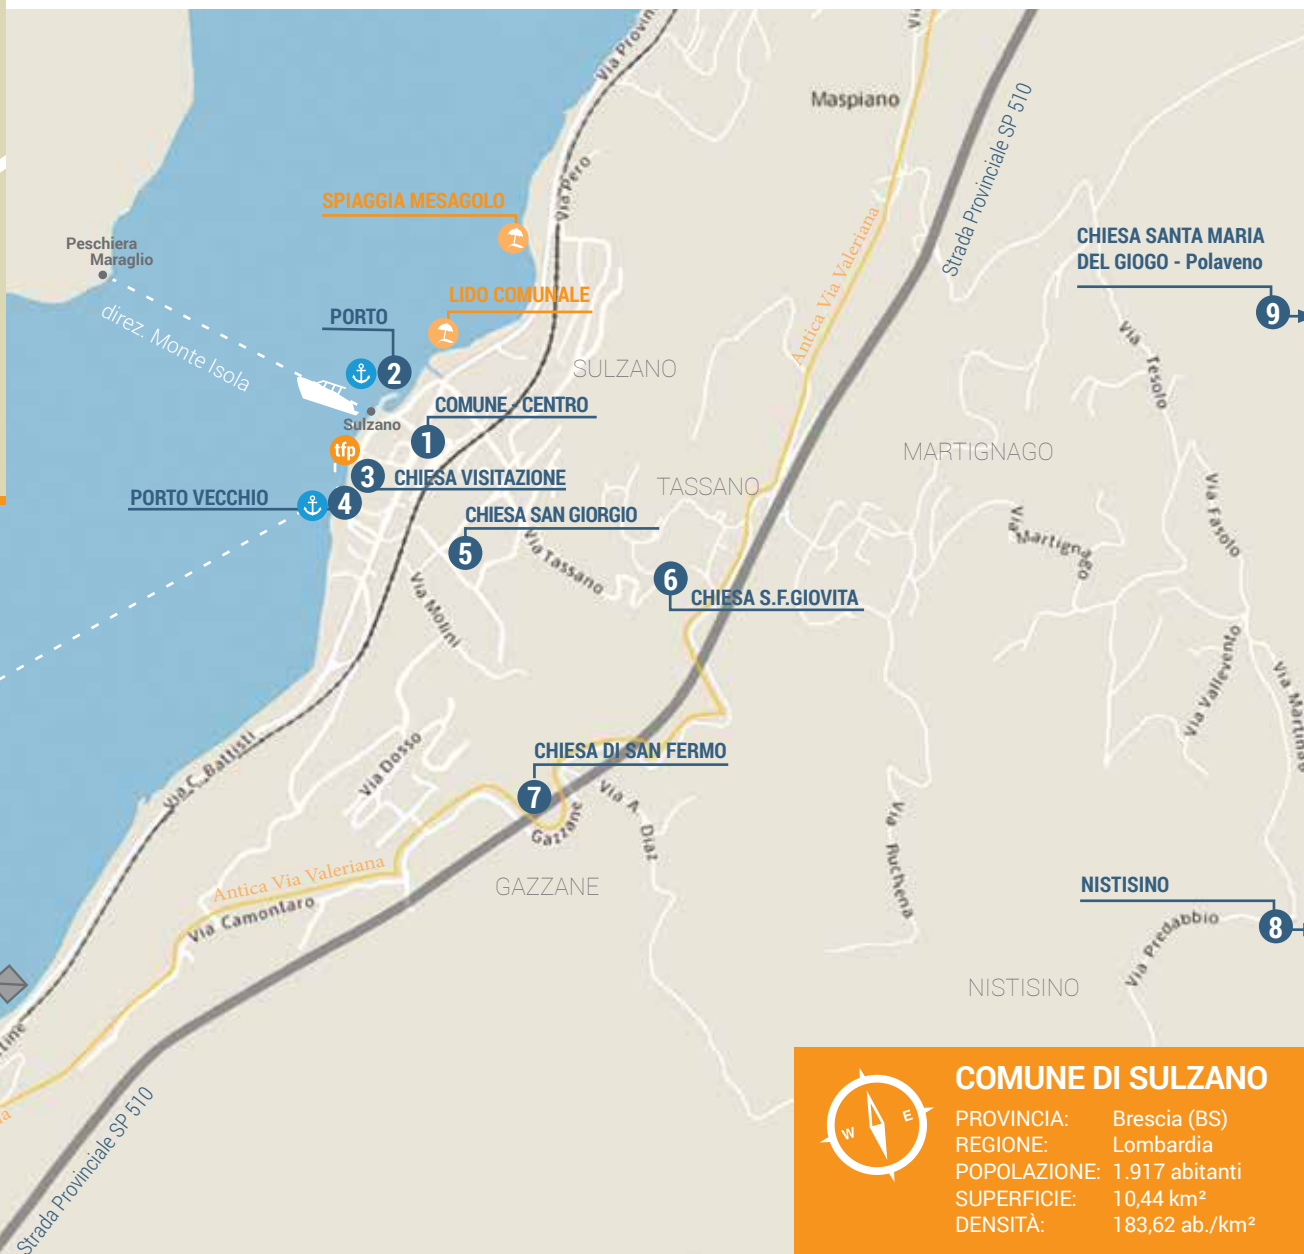 Via Provin
Vi
Maspiano
Strada Provinciale SP 510
Via Pero
SPIAGGIA MESAGOLO
Antica Via Valeriana
Peschiera
Maraglio
CHIESA SANTA MARIA
DEL GIOGO - Polaveno
9
LIDO COMUNALE
direz. Monte Isola
PORTO
2
Via Tesolo
SULZANO
COMUNE - CENTRO
1
Sulzano
tfp
MARTIGNAGO
3 CHIESA VISITAZIONE
TASSANO
PORTO VECCHIO
4
Via Fasolo
CHIESA SAN GIORGIO
5
Via Martignago
Via Tassano
6
CHIESA S.F.GIOVITA
Via Molini
Via Vallevento
Via Martinag
Via C. Battisti
Via Dosso
CHIESA DI SAN FERMO
7
Via A. Diaz
Gazzane
Via Ruchena
Antica Via Valeriana
GAZZANE
NISTISINO
8
Via Camontaro
Via Predabbio
NISTISINO
tine
a
Strada Provinciale SP 510
W E
COMUNE DI SULZANO
PROVINCIA: Brescia (BS)
REGIONE: Lombardia
POPOLAZIONE: 1.917 abitanti
SUPERFICIE: 10,44 km²
DENSITÀ: 183,62 ab./km²